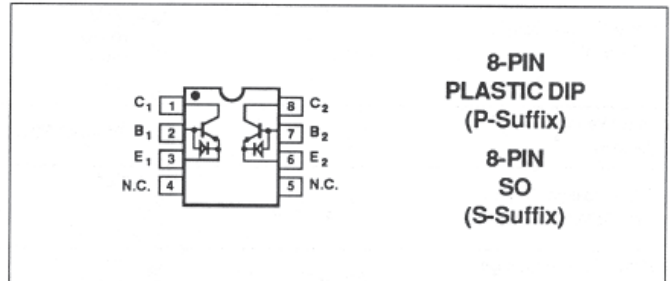 C₁ 1 8 C₂
B₁ 2 7 B₂
E₁ 3 6 E₂
N.C. 4 5 N.C.
8-PIN
PLASTIC DIP
(P-Suffix)
8-PIN
SO
(S-Suffix)